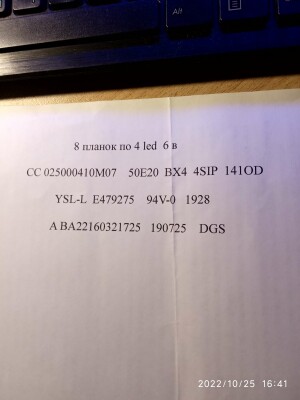 Alt
8 планок по 4 led 6 в
CC 025000410M07 50E20 BX4 4SIP 141OD
YSL-L E479275 94V-0 1928
A BA22160321725 190725 DGS
2022/10/25 16:41